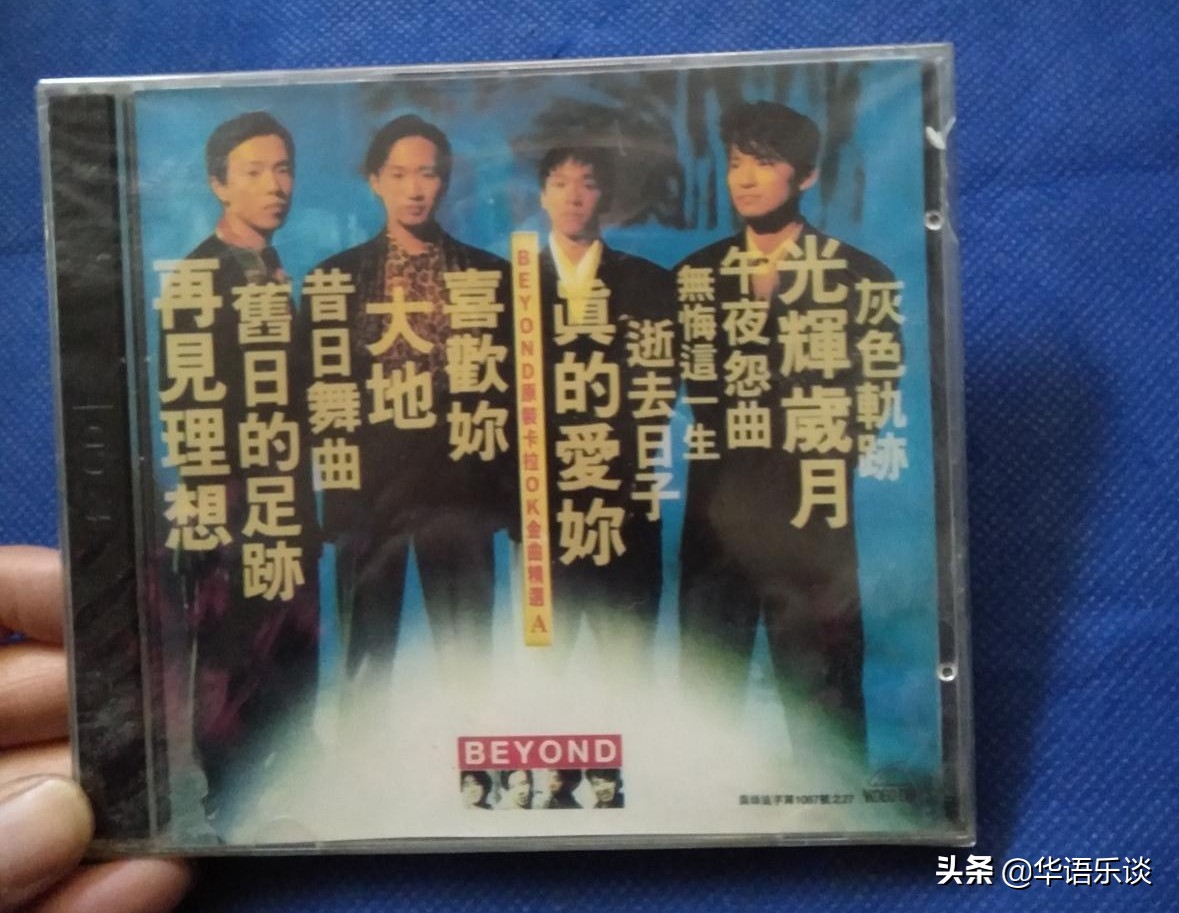 再見理想
舊日的足跡
昔日舞曲
大地
喜歡妳
BEYOND原裝卡拉OK金曲精選 A
真的愛妳
逝去日子
無悔這一生
午夜怨曲
光輝歲月
灰色軌跡
BEYOND
头条 @华语乐谈